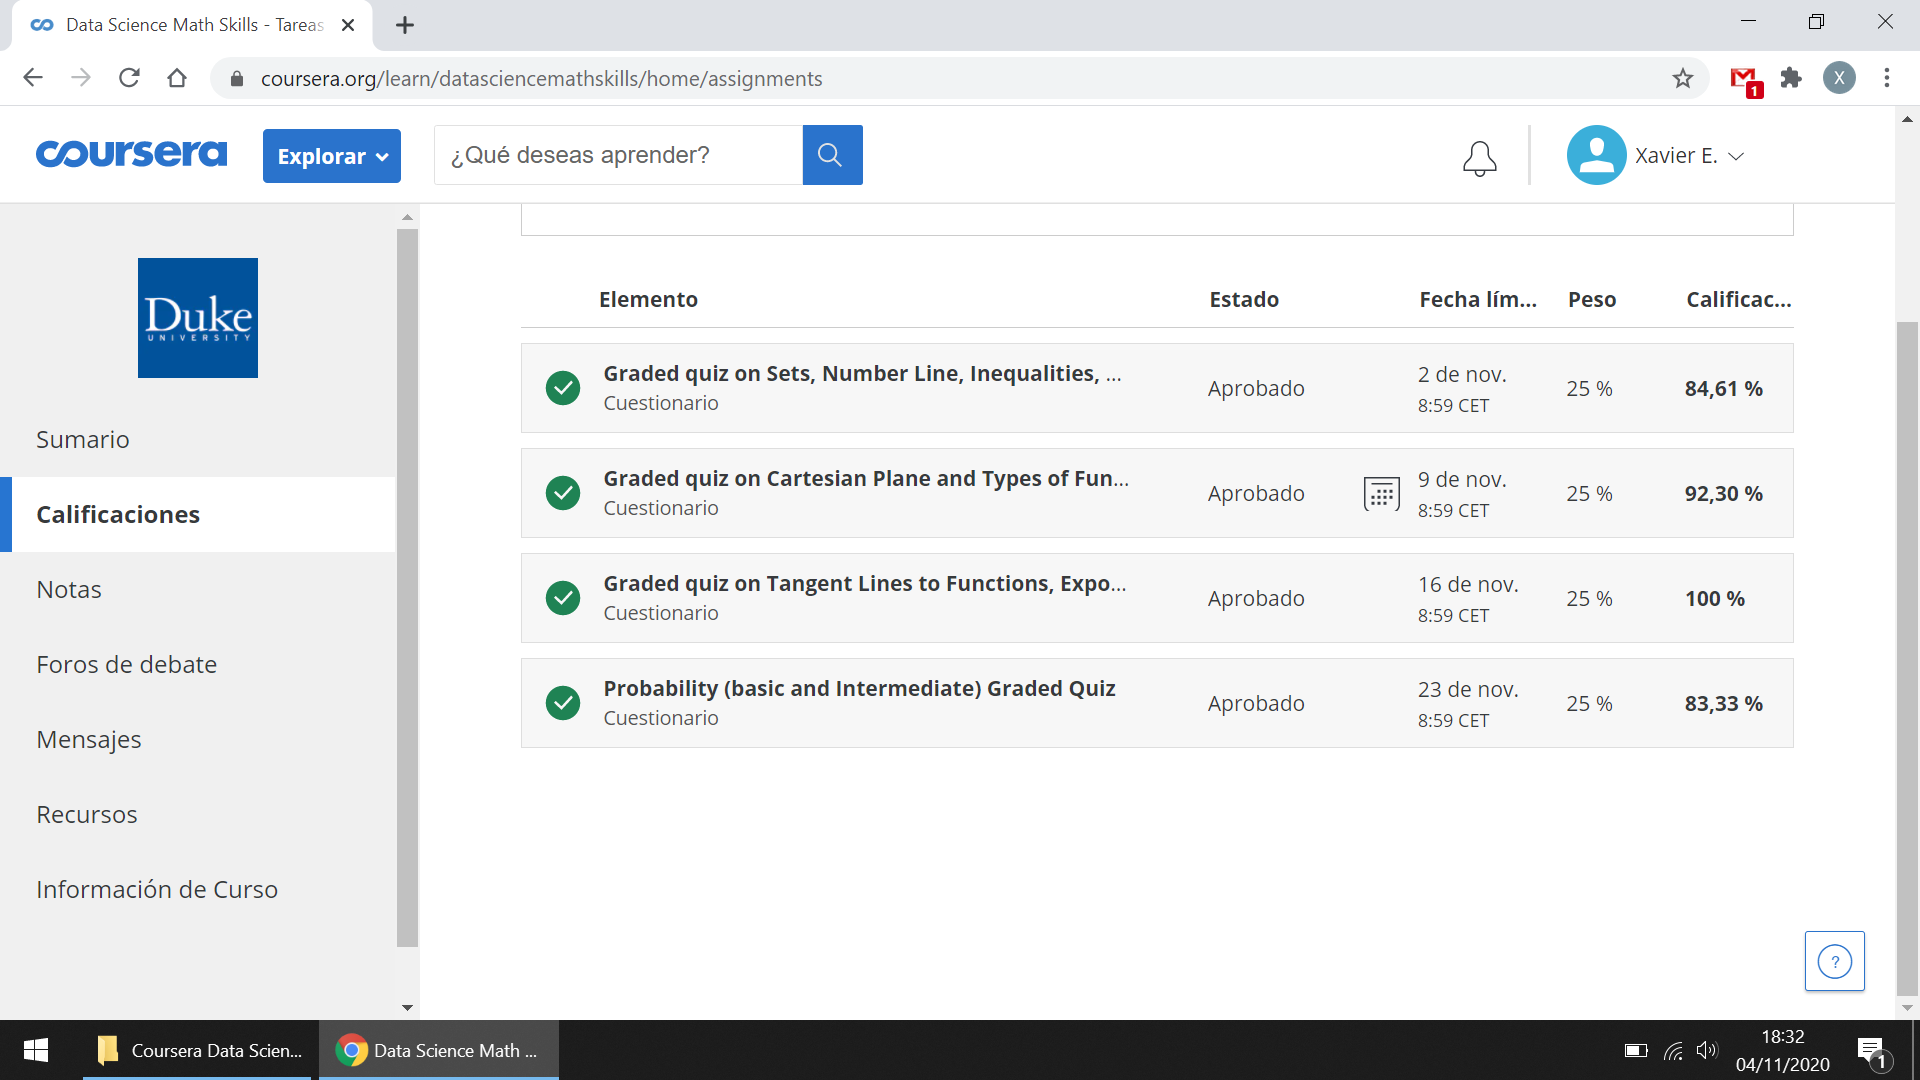 Data Science Math Skills - Tareas
coursera.org/learn/datasciencemathskills/home/assignments
1
X
coursera
Explorar
¿Qué deseas aprender?
Xavier E.
Duke
UNIVERSITY
Sumario
Calificaciones
Notas
Foros de debate
Mensajes
Recursos
Información de Curso
Elemento Estado Fecha lím... Peso Calificac...
Graded quiz on Sets, Number Line, Inequalities, ...
Cuestionario
Aprobado
2 de nov.
8:59 CET
25 %
84,61 %
Graded quiz on Cartesian Plane and Types of Fun...
Cuestionario
Aprobado
9 de nov.
8:59 CET
25 %
92,30 %
Graded quiz on Tangent Lines to Functions, Expo...
Cuestionario
Aprobado
16 de nov.
8:59 CET
25 %
100 %
Probability (basic and Intermediate) Graded Quiz
Cuestionario
Aprobado
23 de nov.
8:59 CET
25 %
83,33 %
?
Coursera Data Scien...
Data Science Math ...
18:32
04/11/2020
1